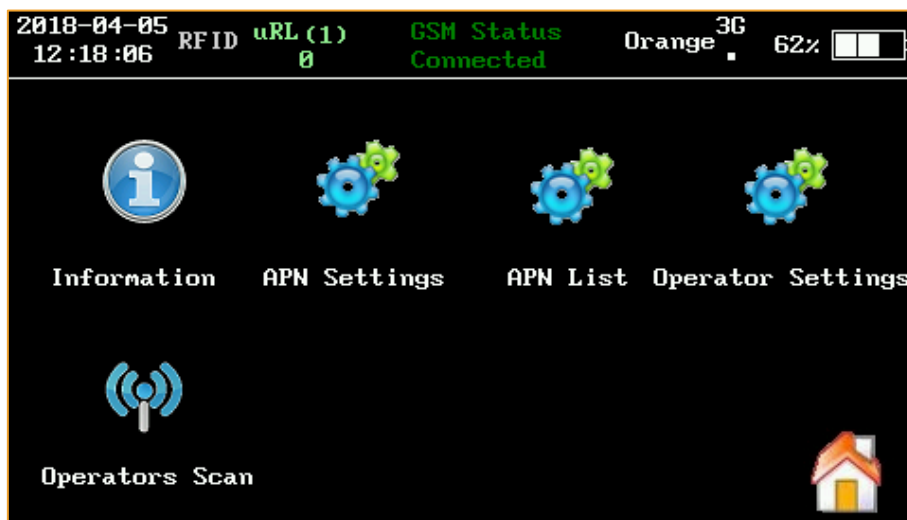 2018-04-05
12:18:06
RFID
uRL (1)
0
GSM Status
Connected
Orange
3G
62%
Information
APN Settings
APN List
Operator Settings
Operators Scan